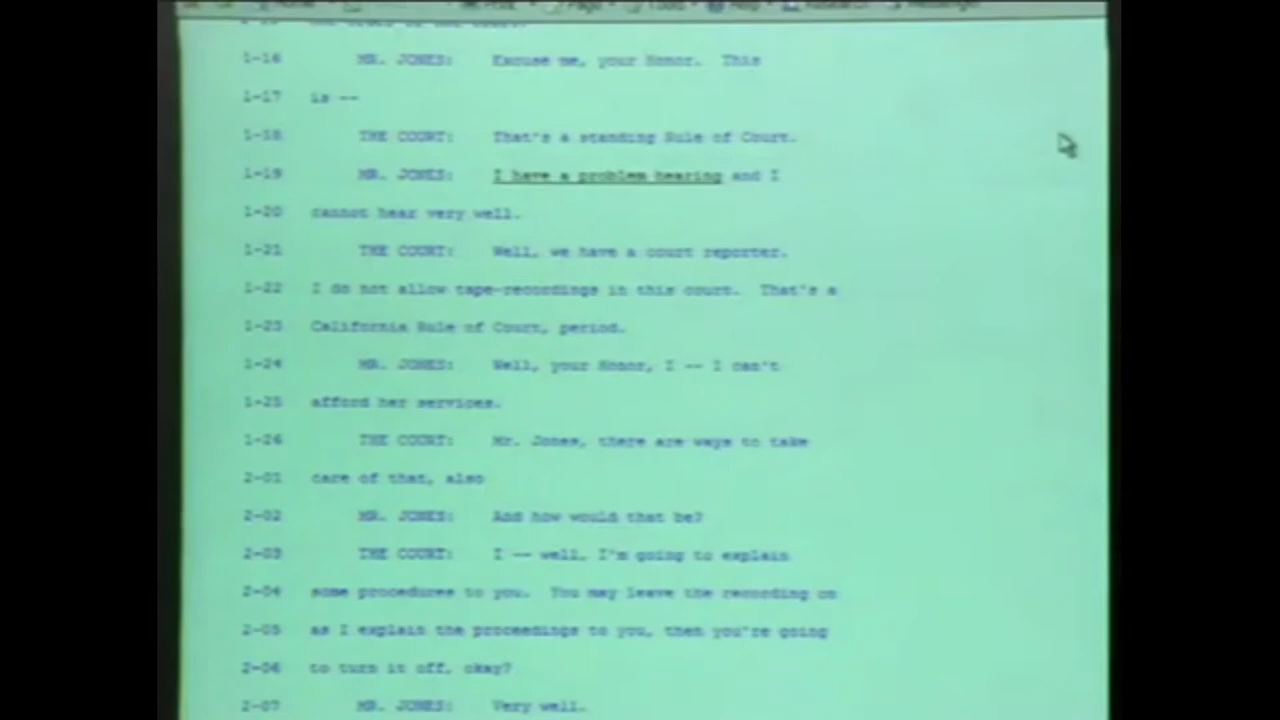 Print Page Tools Help
1-16 MR. JONES: Excuse me, your Honor. This
1-17 is --
1-18 THE COURT: That's a standing Rule of Court.
1-19 MR. JONES: I have a problem hearing and I
1-20 cannot hear very well.
1-21 THE COURT: Well, we have a court reporter.
1-22 I do not allow tape-recordings in this court. That's a
1-23 California Rule of Court, period.
1-24 MR. JONES: Well, your Honor, I -- I can't
1-25 afford her services.
1-26 THE COURT: Mr. Jones, there are ways to take
2-01 care of that, also
2-02 MR. JONES: And how would that be?
2-03 THE COURT: I -- well, I'm going to explain
2-04 some procedures to you. You may leave the recording on
2-05 as I explain the proceedings to you, then you're going
2-06 to turn it off, okay?
2-07 MR. JONES: Very well.